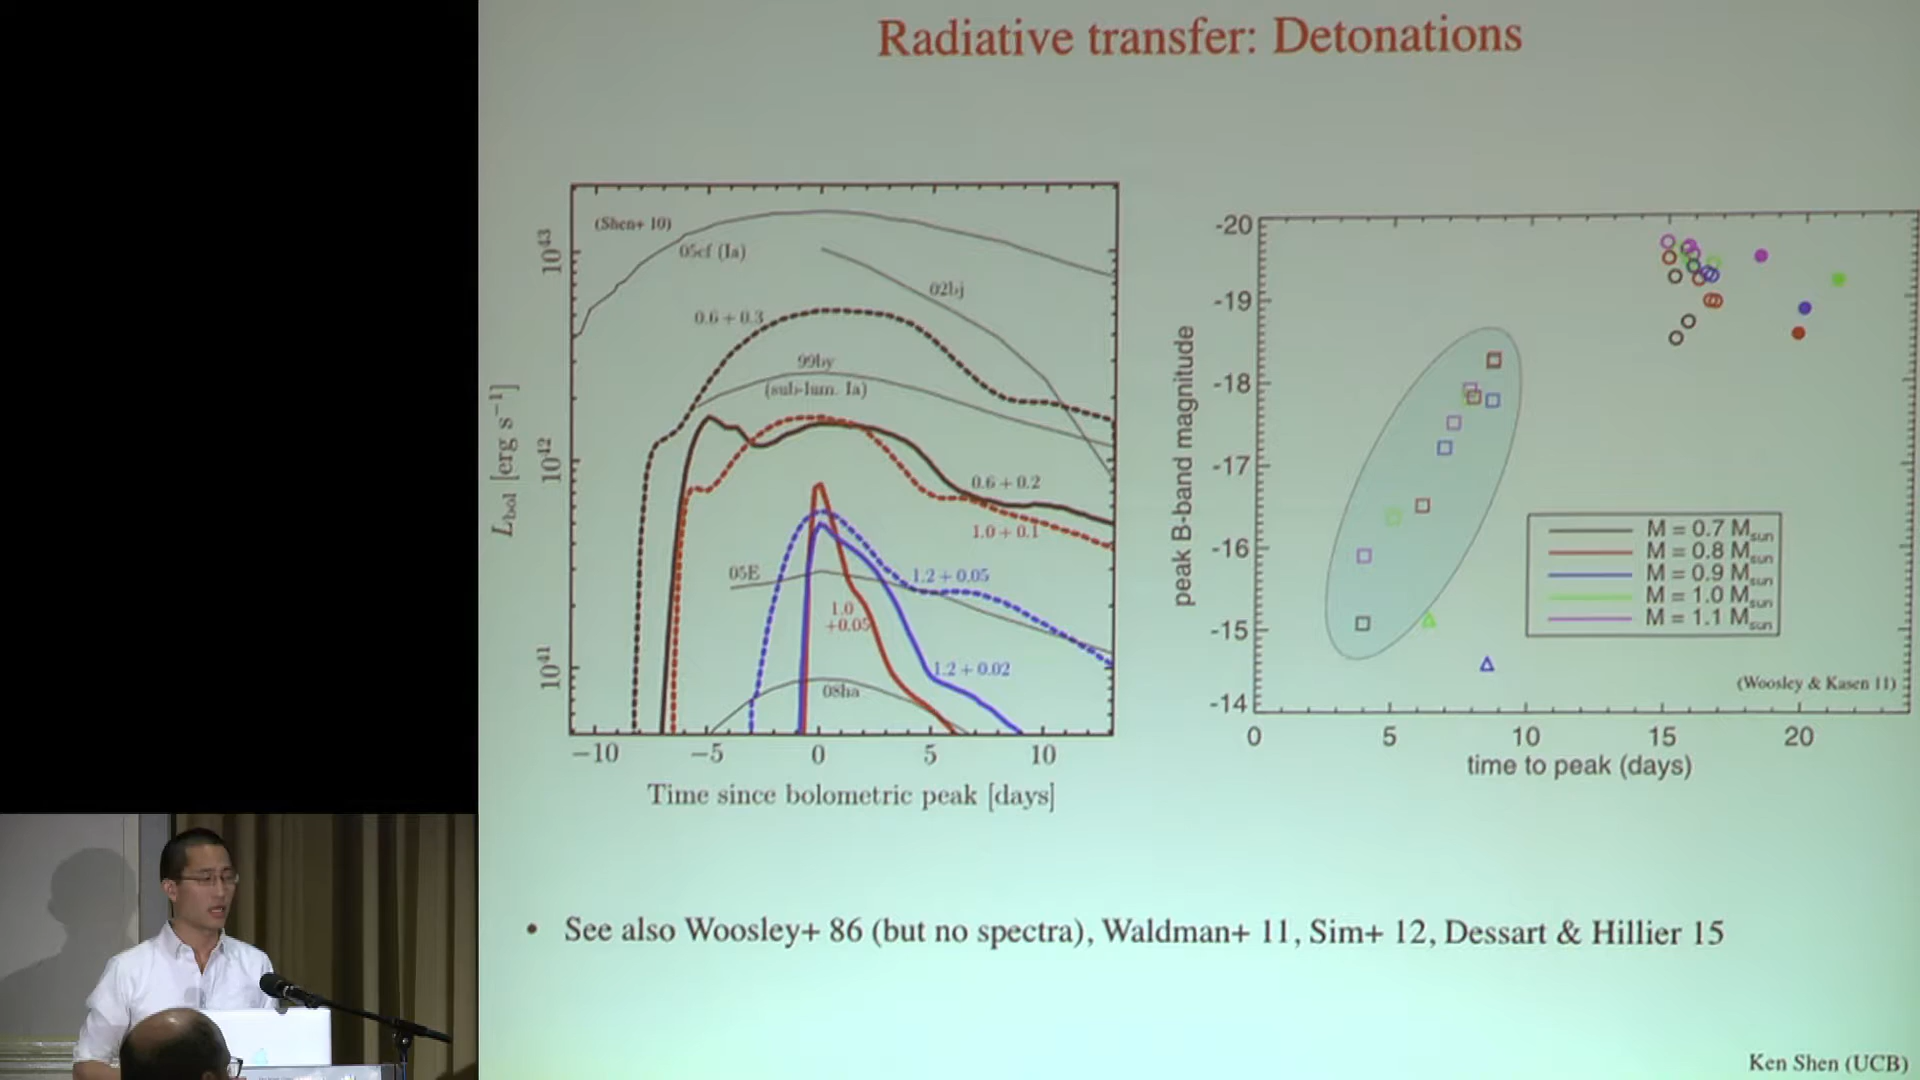 Radiative transfer: Detonations
(Shen+ 10)
05cf (Ia)
02bj
0.6 + 0.3
99by
(sub-lum. Ia)
0.6 + 0.2
1.0 + 0.1
05E
1.2 + 0.05
1.0
+0.05
1.2 + 0.02
08ha
10^43
10^42
10^41
L_bol [erg s^−1]
−10 −5 0 5 10
Time since bolometric peak [days]
-20
-19
-18
-17
-16
-15
-14
peak B-band magnitude
M = 0.7 M_sun
M = 0.8 M_sun
M = 0.9 M_sun
M = 1.0 M_sun
M = 1.1 M_sun
(Woosley & Kasen 11)
0 5 10 15 20
time to peak (days)
• See also Woosley+ 86 (but no spectra), Waldman+ 11, Sim+ 12, Dessart & Hillier 15
Ken Shen (UCB)